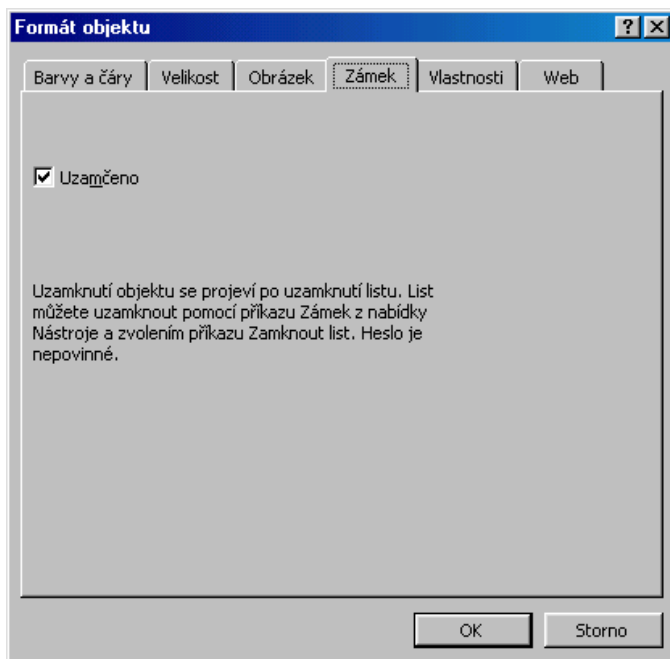 Formát objektu
Barvy a čáry Velikost Obrázek Zámek Vlastnosti Web
Uzamčeno
Uzamknutí objektu se projeví po uzamknutí listu. List
můžete uzamknout pomocí příkazu Zámek z nabídky
Nástroje a zvolením příkazu Zamknout list. Heslo je
nepovinné.
OK Storno